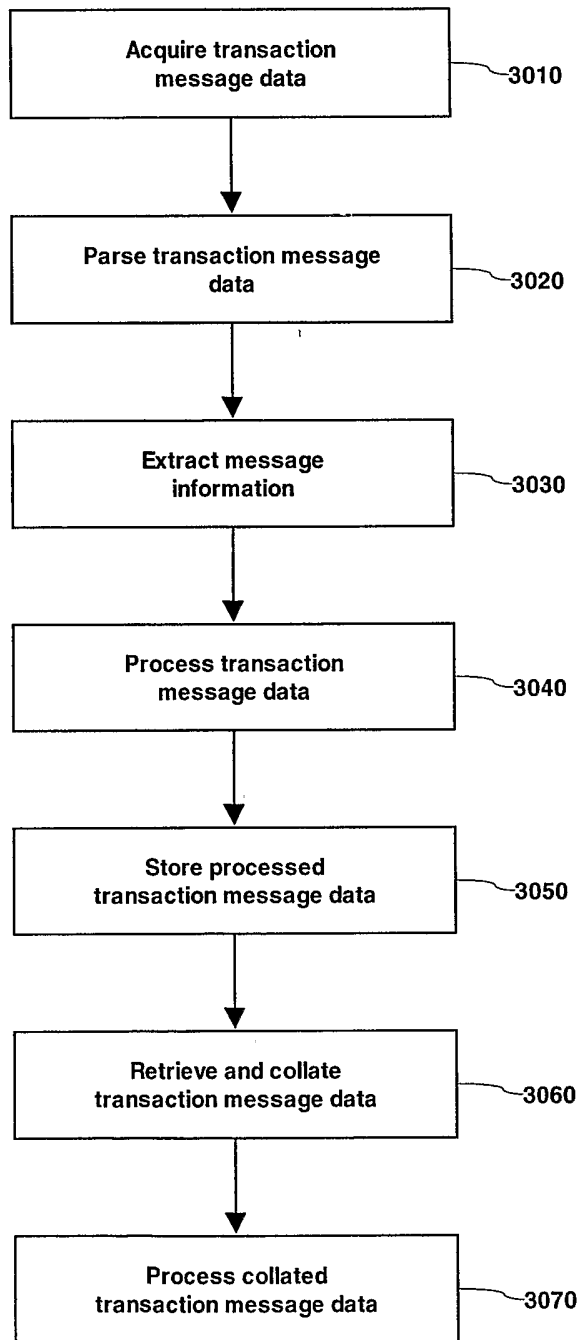 Acquire transaction
message data
3010
Parse transaction message
data
3020
Extract message
information
3030
Process transaction
message data
3040
Store processed
transaction message data
3050
Retrieve and collate
transaction message data
3060
Process collated
transaction message data
3070